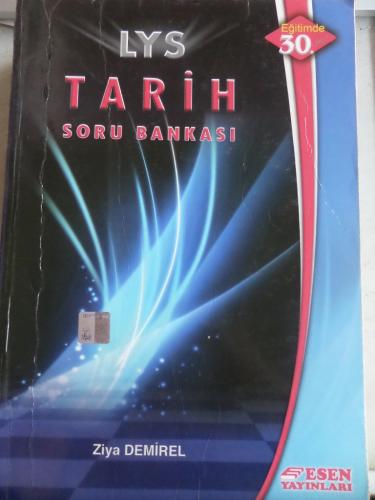 LYS
Eğitimde
30.
TARİH
SORU BANKASI
Ziya DEMİREL
ESEN
YAYINLARI